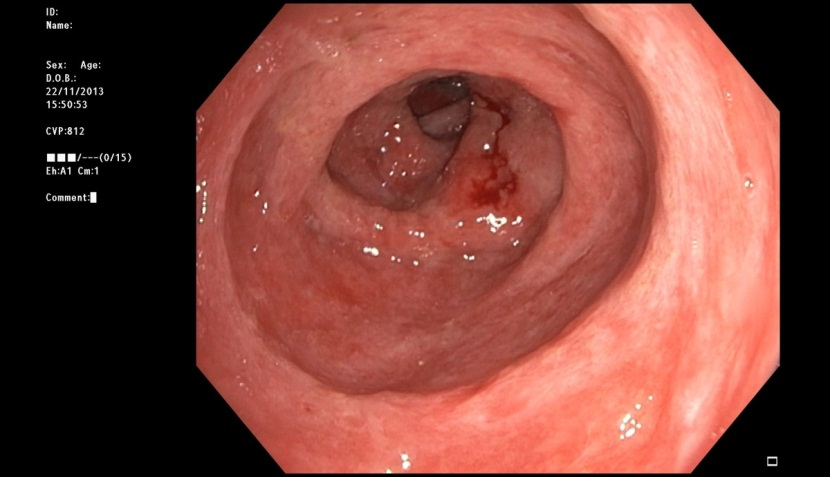 ID:
Name:
Sex: Age:
D.O.B.:
22/11/2013
15:50:53
CVP:812
■■■/---(0/15)
Eh:A1 Cm:1
Comment: